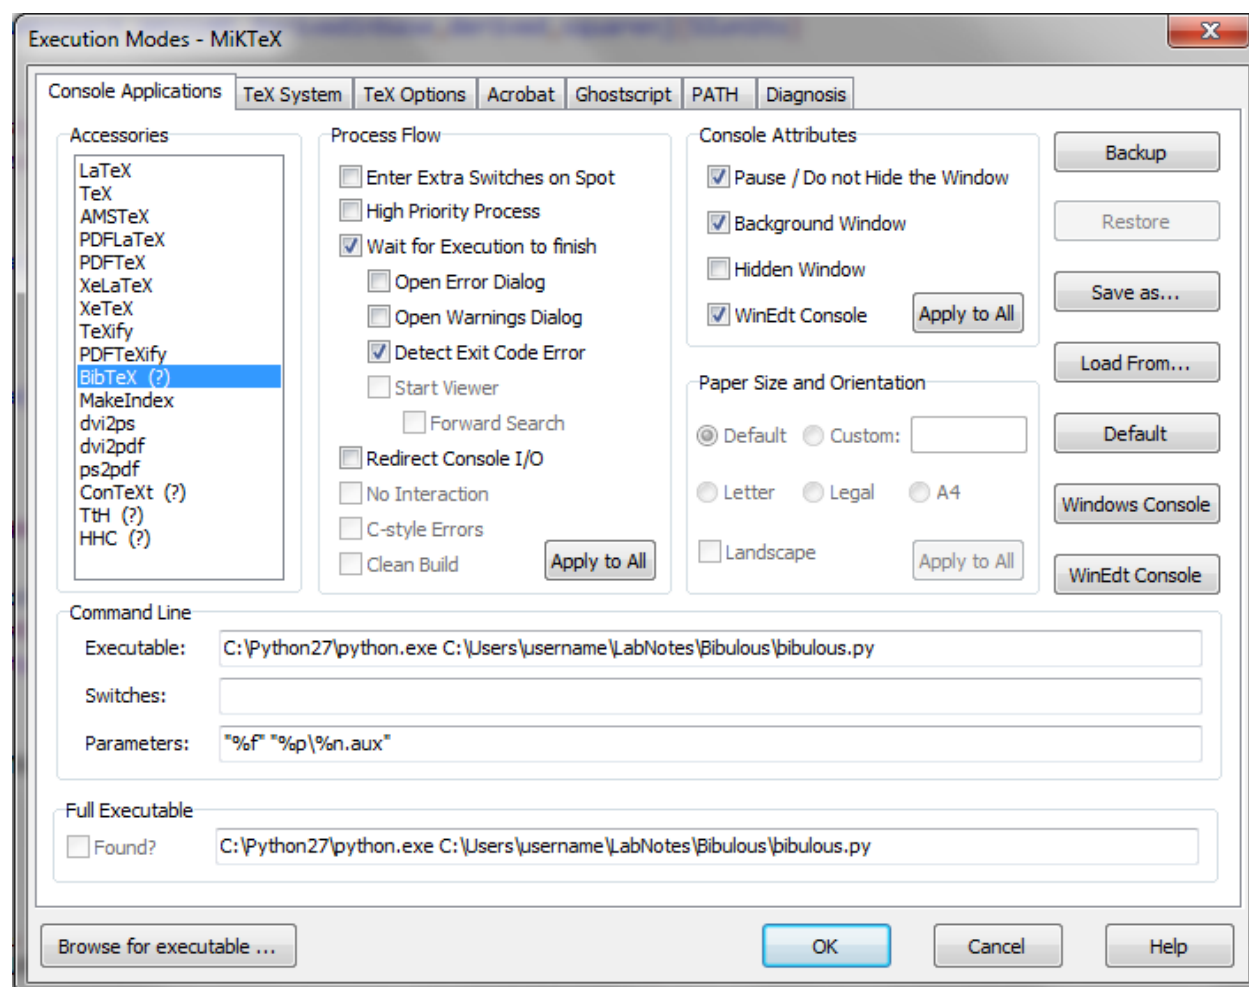 Execution Modes - MiKTeX
Console Applications TeX System TeX Options Acrobat Ghostscript PATH Diagnosis
Accessories
LaTeX
TeX
AMSTeX
PDFLaTeX
PDFTeX
XeLaTeX
XeTeX
TeXify
PDFTeXify
BibTeX (?)
MakeIndex
dvi2ps
dvi2pdf
ps2pdf
ConTeXt (?)
TtH (?)
HHC (?)
Process Flow
Enter Extra Switches on Spot
High Priority Process
Wait for Execution to finish
Open Error Dialog
Open Warnings Dialog
Detect Exit Code Error
Start Viewer
Forward Search
Redirect Console I/O
No Interaction
C-style Errors
Clean Build
Apply to All
Console Attributes
Pause / Do not Hide the Window
Background Window
Hidden Window
WinEdt Console
Apply to All
Paper Size and Orientation
Default Custom:
Letter Legal A4
Landscape
Apply to All
Backup
Restore
Save as...
Load From...
Default
Windows Console
WinEdt Console
Command Line
Executable: C:\Python27\python.exe C:\Users\username\LabNotes\Bibulous\bibulous.py
Switches:
Parameters: "%f" "%p\%n.aux"
Full Executable
Found? C:\Python27\python.exe C:\Users\username\LabNotes\Bibulous\bibulous.py
Browse for executable ... OK Cancel Help